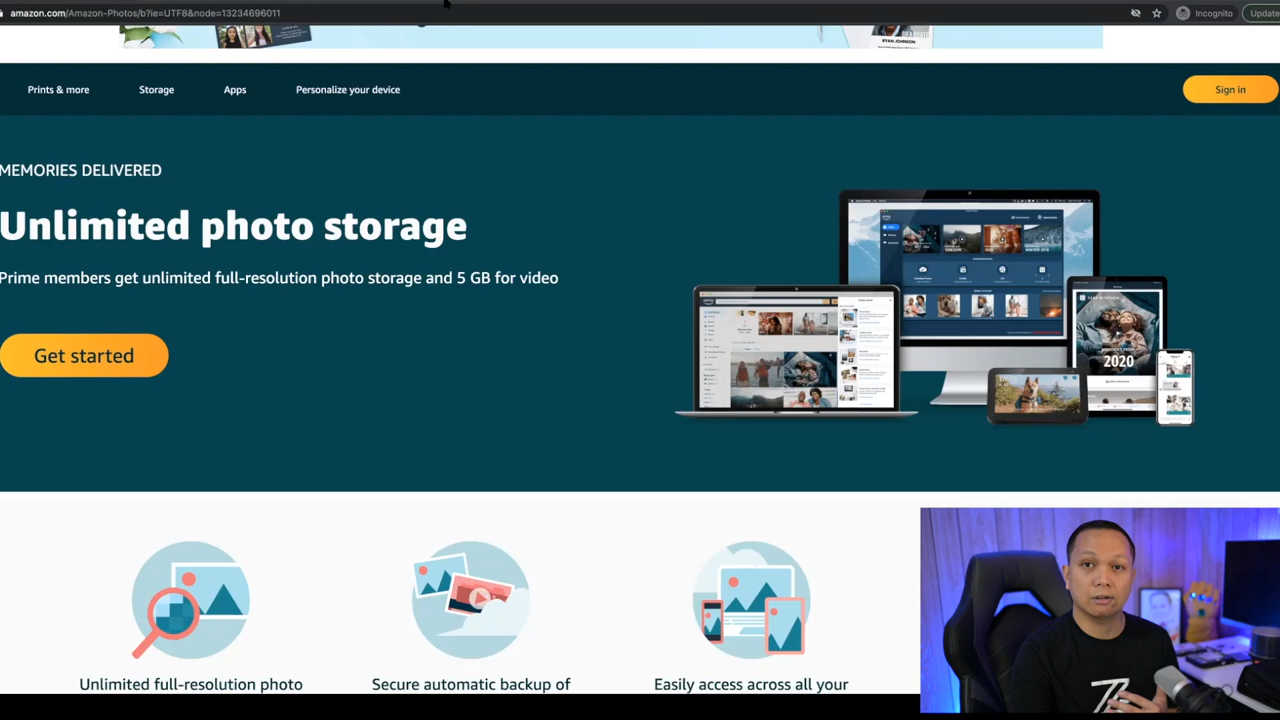 amazon.com/Amazon-Photos/b?ie=UTF8&node=13234696011
Incognito
Update
RYAN JOHNSON
Prints & more
Storage
Apps
Personalize your device
Sign in
MEMORIES DELIVERED
Unlimited photo storage
Prime members get unlimited full-resolution photo storage and 5 GB for video
Get started
2020
Unlimited full-resolution photo
Secure automatic backup of
Easily access across all your